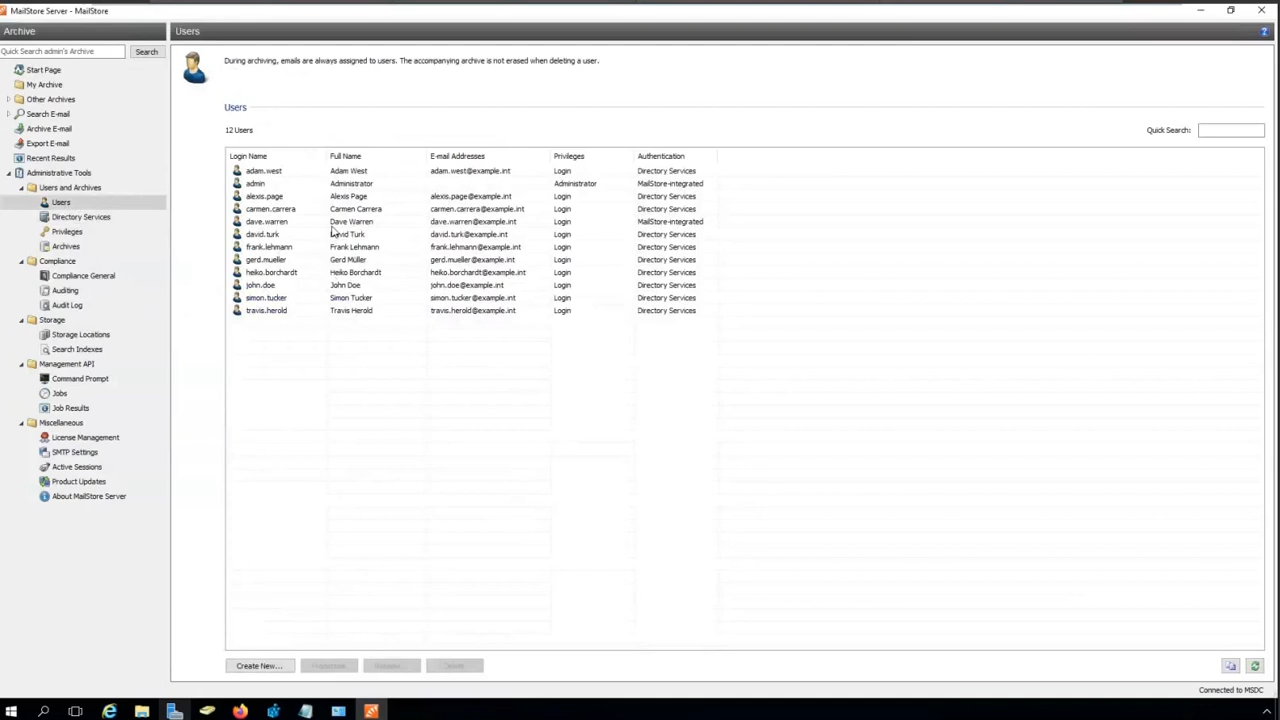 MailStore Server - MailStore
Archive
Users
Quick Search admin's Archive
Search
Start Page
My Archive
Other Archives
Search E-mail
Archive E-mail
Export E-mail
Recent Results
Administrative Tools
Users and Archives
Users
Directory Services
Privileges
Archives
Compliance
Compliance General
Auditing
Audit Log
Storage
Storage Locations
Search Indexes
Management API
Command Prompt
Jobs
Job Results
Miscellaneous
License Management
SMTP Settings
Active Sessions
Product Updates
About MailStore Server
During archiving, emails are always assigned to users. The accompanying archive is not erased when deleting a user.
Users
12 Users
Quick Search:
Login Name Full Name E-mail Addresses Privileges Authentication
adam.west Adam West adam.west@example.int Login Directory Services
admin Administrator Administrator MailStore-integrated
alexis.page Alexis Page alexis.page@example.int Login Directory Services
carmen.carrera Carmen Carrera carmen.carrera@example.int Login Directory Services
dave.warren Dave Warren dave.warren@example.int Login MailStore-integrated
david.turk David Turk david.turk@example.int Login Directory Services
frank.lehmann Frank Lehmann frank.lehmann@example.int Login Directory Services
gerd.mueller Gerd Müller gerd.mueller@example.int Login Directory Services
heiko.borchardt Heiko Borchardt heiko.borchardt@example.int Login Directory Services
john.doe John Doe john.doe@example.int Login Directory Services
simon.tucker Simon Tucker simon.tucker@example.int Login Directory Services
travis.herold Travis Herold travis.herold@example.int Login Directory Services
Create New...
Connected to MSDC